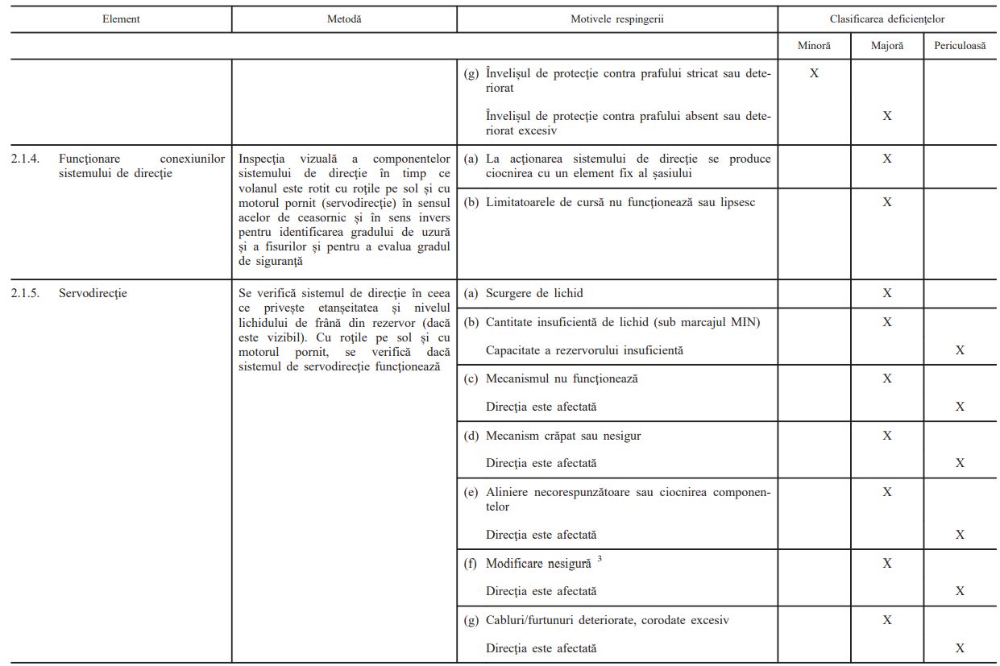 Element Metodă Motivele respingerii Clasificarea deficiențelor
Minoră Majoră Periculoasă
(g) Învelișul de protecție contra prafului stricat sau dete-
riorat X
Învelișul de protecție contra prafului absent sau dete-
riorat excesiv X
2.1.4. Funcționare conexiunilor
sistemului de direcție
Inspecția vizuală a componentelor
sistemului de direcție în timp ce
volanul este rotit cu roțile pe sol și cu
motorul pornit (servodirecție) în sensul
acelor de ceasornic și în sens invers
pentru identificarea gradului de uzură
și a fisurilor și pentru a evalua gradul
de siguranță
(a) La acționarea sistemului de direcție se produce
ciocnirea cu un element fix al șasiului X
(b) Limitatoarele de cursă nu funcționează sau lipsesc X
2.1.5. Servodirecție
Se verifică sistemul de direcție în ceea
ce privește etanșeitatea și nivelul
lichidului de frână din rezervor (dacă
este vizibil). Cu roțile pe sol și cu
motorul pornit, se verifică dacă
sistemul de servodirecție funcționează
(a) Scurgere de lichid X
(b) Cantitate insuficientă de lichid (sub marcajul MIN) X
Capacitate a rezervorului insuficientă X
(c) Mecanismul nu funcționează X
Direcția este afectată X
(d) Mecanism crăpat sau nesigur X
Direcția este afectată X
(e) Aliniere necorespunzătoare sau ciocnirea componen-
telor X
Direcția este afectată X
(f) Modificare nesigură 3 X
Direcția este afectată X
(g) Cabluri/furtunuri deteriorate, corodate excesiv X
Direcția este afectată X